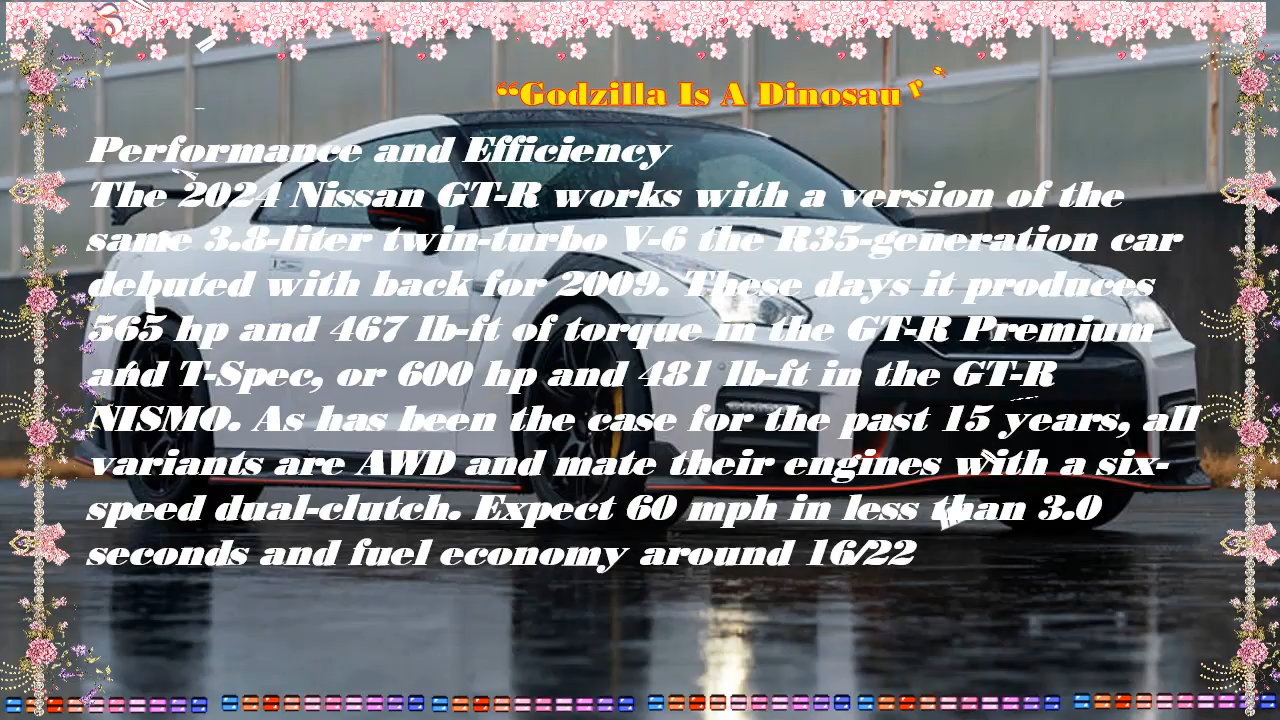 “Godzilla Is A Dinosaur”
Performance and Efficiency
The 2024 Nissan GT-R works with a version of the
same 3.8-liter twin-turbo V-6 the R35-generation car
debuted with back for 2009. These days it produces
565 hp and 467 lb-ft of torque in the GT-R Premium
and T-Spec, or 600 hp and 481 lb-ft in the GT-R
NISMO. As has been the case for the past 15 years, all
variants are AWD and mate their engines with a six-
speed dual-clutch. Expect 60 mph in less than 3.0
seconds and fuel economy around 16/22